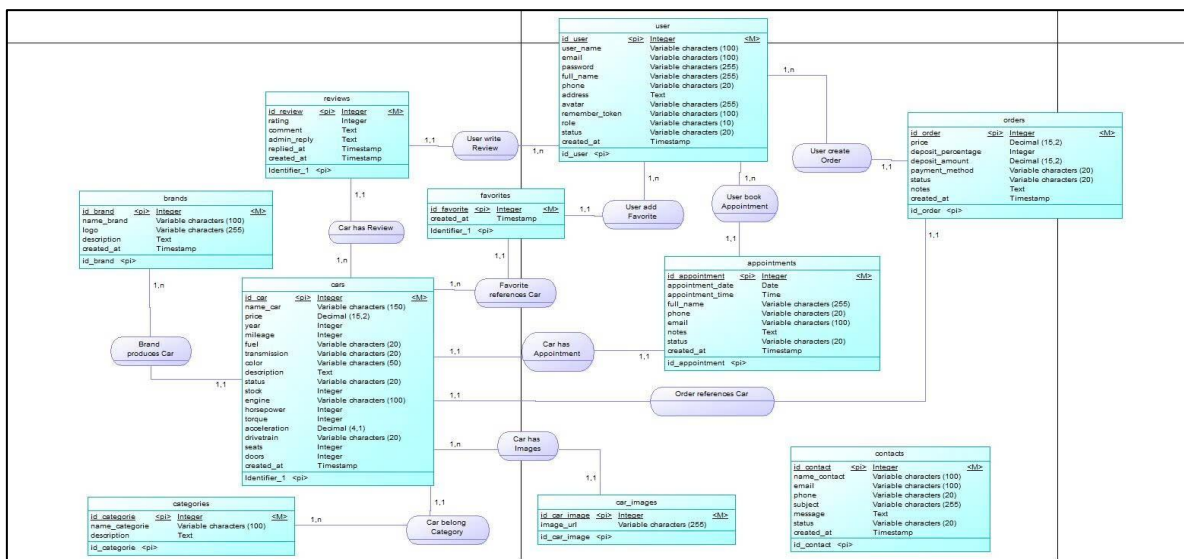 user
id_user <pi> Integer <M>
user_name Variable characters (100)
email Variable characters (100)
password Variable characters (255)
full_name Variable characters (255)
phone Variable characters (20)
address Text
avatar Variable characters (255)
remember_token Variable characters (100)
role Variable characters (10)
status Variable characters (20)
created_at Timestamp
id_user <pi>
reviews
id_review <pi> Integer <M>
rating Integer
comment Text
admin_reply Text
replied_at Timestamp
created_at Timestamp
Identifier_1 <pi>
1,1
User write
Review
1,n
1,n
User create
Order
1,1
orders
id_order <pi> Integer <M>
price Decimal (15,2)
deposit_percentage Integer
deposit_amount Decimal (15,2)
payment_method Variable characters (20)
status Variable characters (20)
notes Text
created_at Timestamp
id_order <pi>
brands
id_brand <pi> Integer <M>
name_brand Variable characters (100)
logo Variable characters (255)
description Text
created_at Timestamp
id_brand <pi>
1,1
Car has Review
1,n
favorites
id_favorite <pi> Integer <M>
created_at Timestamp
Identifier_1 <pi>
1,1
User add
Favorite
1,n
1,n
User book
Appointment
1,1
1,1
Favorite
references Car
1,n
appointments
id_appointment <pi> Integer <M>
appointment_date Date
appointment_time Time
full_name Variable characters (255)
phone Variable characters (20)
email Variable characters (100)
notes Text
status Variable characters (20)
created_at Timestamp
id_appointment <pi>
cars
id_car <pi> Integer <M>
name_car Variable characters (150)
price Decimal (15,2)
year Integer
mileage Integer
fuel Variable characters (20)
transmission Variable characters (20)
color Variable characters (50)
description Text
status Variable characters (20)
stock Integer
engine Variable characters (100)
horsepower Integer
torque Integer
acceleration Decimal (4,1)
drivetrain Variable characters (20)
seats Integer
doors Integer
created_at Timestamp
Identifier_1 <pi>
1,n
Brand
produces Car
1,1
1,1
Car has
Appointment
1,1
1,1
Order references Car
1,1
1,n
Car has
Images
1,1
car_images
id_car_image <pi> Integer <M>
image_url Variable characters (255)
id_car_image <pi>
categories
id_categorie <pi> Integer <M>
name_categorie Variable characters (100)
description Text
id_categorie <pi>
1,n
Car belong
Category
1,1
contacts
id_contact <pi> Integer <M>
name_contact Variable characters (100)
email Variable characters (100)
phone Variable characters (20)
subject Variable characters (255)
message Text
status Variable characters (20)
created_at Timestamp
id_contact <pi>